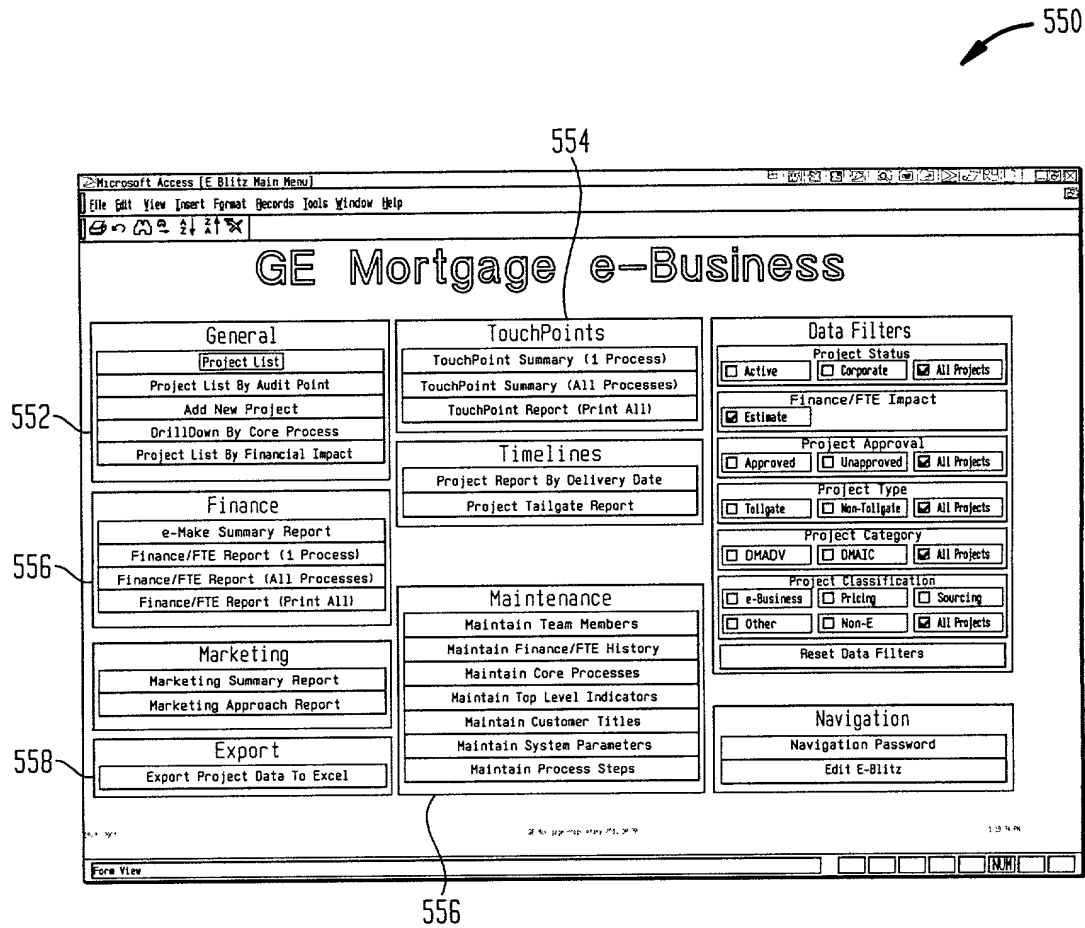 550
554
Microsoft Access [E Blitz Main Menu]
File Edit View Insert Format Records Tools Window Help
GE Mortgage e-Business
General
Project List
Project List By Audit Point
Add New Project
DrillDown By Core Process
Project List By Financial Impact
552
Finance
e-Make Summary Report
Finance/FTE Report (1 Process)
Finance/FTE Report (All Processes)
Finance/FTE Report (Print All)
556
Marketing
Marketing Summary Report
Marketing Approach Report
Export
Export Project Data To Excel
558
TouchPoints
TouchPoint Summary (1 Process)
TouchPoint Summary (All Processes)
TouchPoint Report (Print All)
Timelines
Project Report By Delivery Date
Project Tailgate Report
Maintenance
Maintain Team Members
Maintain Finance/FTE History
Maintain Core Processes
Maintain Top Level Indicators
Maintain Customer Titles
Maintain System Parameters
Maintain Process Steps
556
Data Filters
Project Status
Active Corporate All Projects
Finance/FTE Impact
Estimate
Project Approval
Approved Unapproved All Projects
Project Type
Tollgate Non-Tollgate All Projects
Project Category
DMADV DMAIC All Projects
Project Classification
e-Business Pricing Sourcing
Other Non-E All Projects
Reset Data Filters
Navigation
Navigation Password
Edit E-Blitz
Form View
NUM